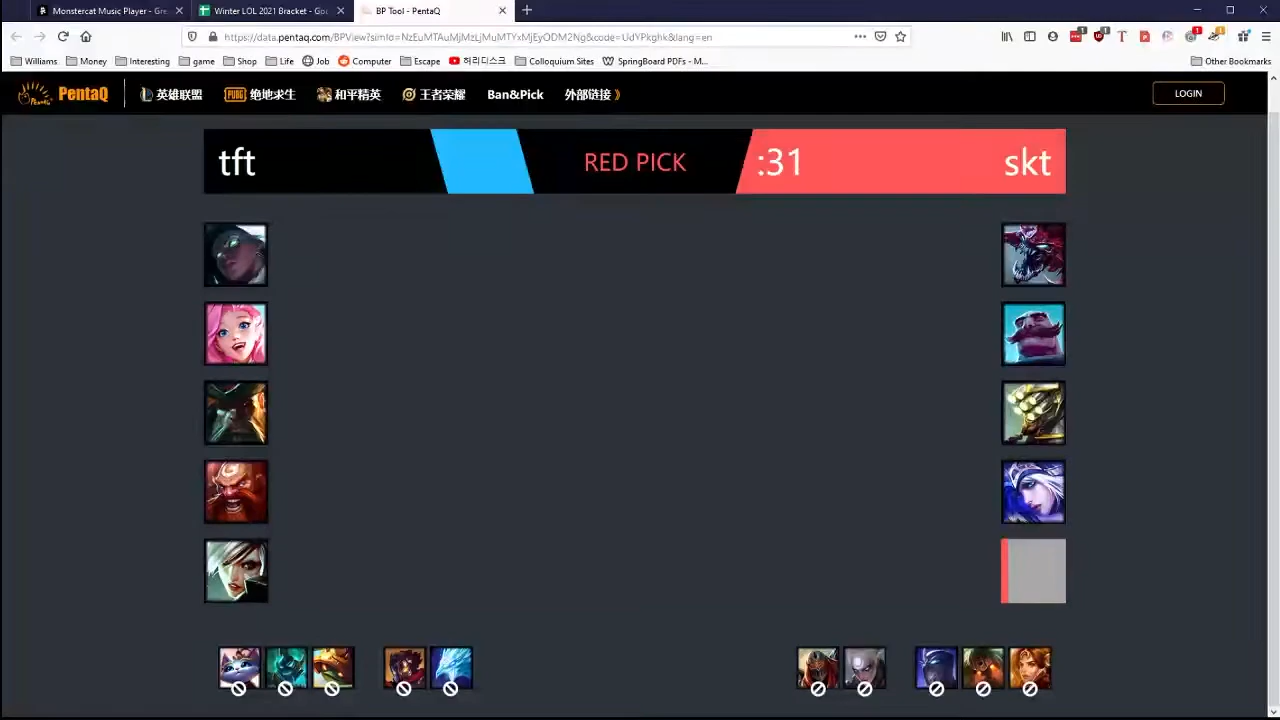 Monstercat Music Player - Gre
Winter LOL 2021 Bracket - Goo
BP Tool - PentaQ
https://data.pentaq.com/BPView?simId=NzEuMTAuMjMzLjMuMTYxMjEyODM2Ng&code=UdYPkghk&lang=en
Williams
Money
Interesting
game
Shop
Life
Job
Computer
Escape
허리디스크
Colloquium Sites
SpringBoard PDFs - M...
Other Bookmarks
PentaQ
英雄联盟
PUBG
绝地求生
和平精英
王者荣耀
Ban&Pick
外部链接 》
LOGIN
tft
RED PICK
:31
skt